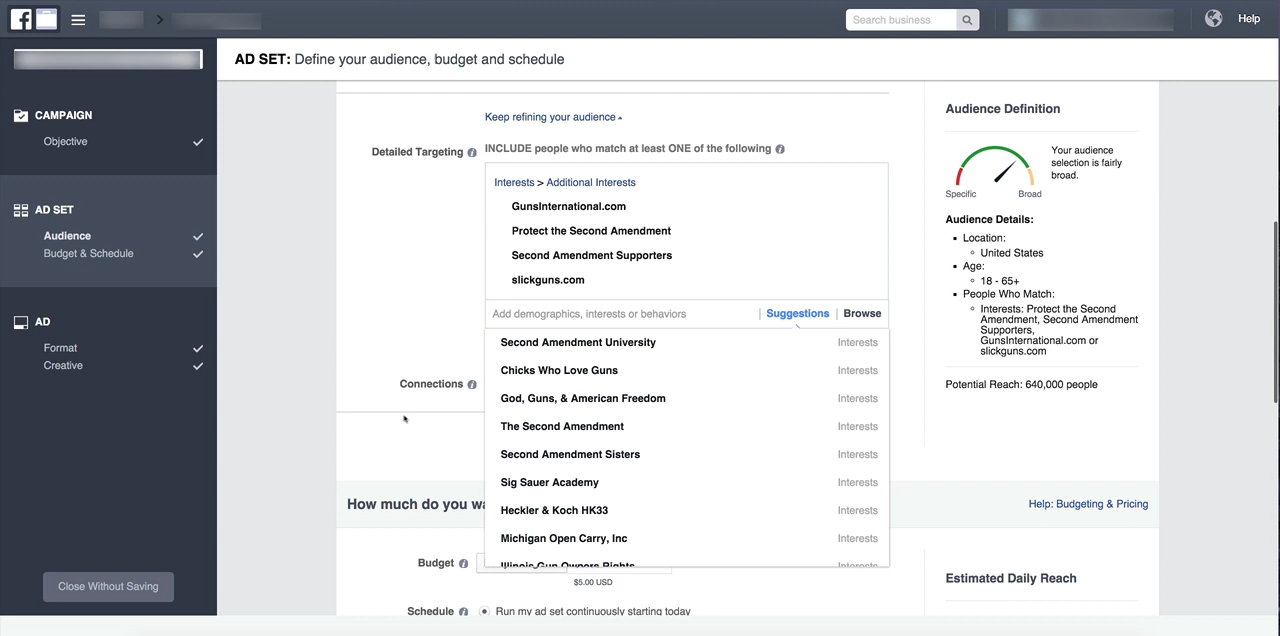 f
>
Search business
Help
AD SET: Define your audience, budget and schedule
CAMPAIGN
Objective
AD SET
Audience
Budget & Schedule
AD
Format
Creative
Close Without Saving
Keep refining your audience
Detailed Targeting
INCLUDE people who match at least ONE of the following
Interests > Additional Interests
GunsInternational.com
Protect the Second Amendment
Second Amendment Supporters
slickguns.com
Add demographics, interests or behaviors | Suggestions | Browse
Second Amendment University Interests
Chicks Who Love Guns Interests
God, Guns, & American Freedom Interests
The Second Amendment Interests
Second Amendment Sisters Interests
Sig Sauer Academy Interests
Heckler & Koch HK33 Interests
Michigan Open Carry, Inc Interests
Illinois Gun Owners Rights Interests
Connections
How much do you wa
Help: Budgeting & Pricing
Budget
$5.00 USD
Schedule
Run my ad set continuously starting today
Audience Definition
Your audience
selection is fairly
broad.
Specific
Broad
Audience Details:
Location:
United States
Age:
18 - 65+
People Who Match:
Interests: Protect the Second
Amendment, Second Amendment
Supporters,
GunsInternational.com or
slickguns.com
Potential Reach: 640,000 people
Estimated Daily Reach